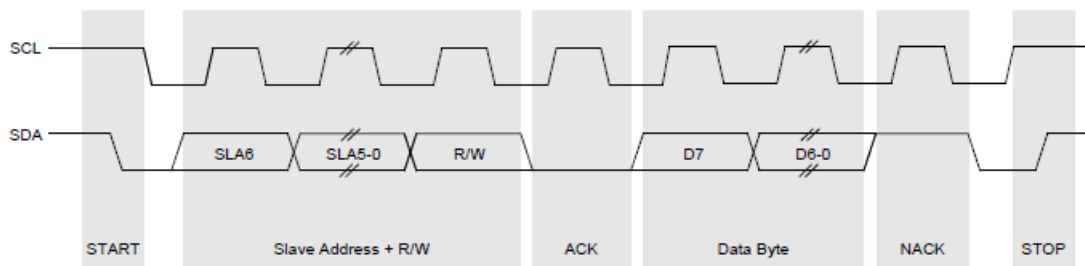 SCL
SDA
SLA6 SLA5-0 R/W D7 D6-0
START Slave Address + R/W ACK Data Byte NACK STOP